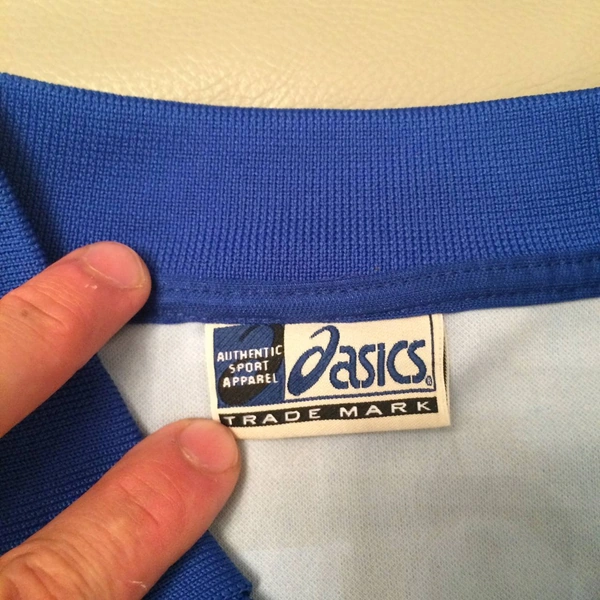 AUTHENTIC
SPORT
APPAREL
asics®
TRADE MARK